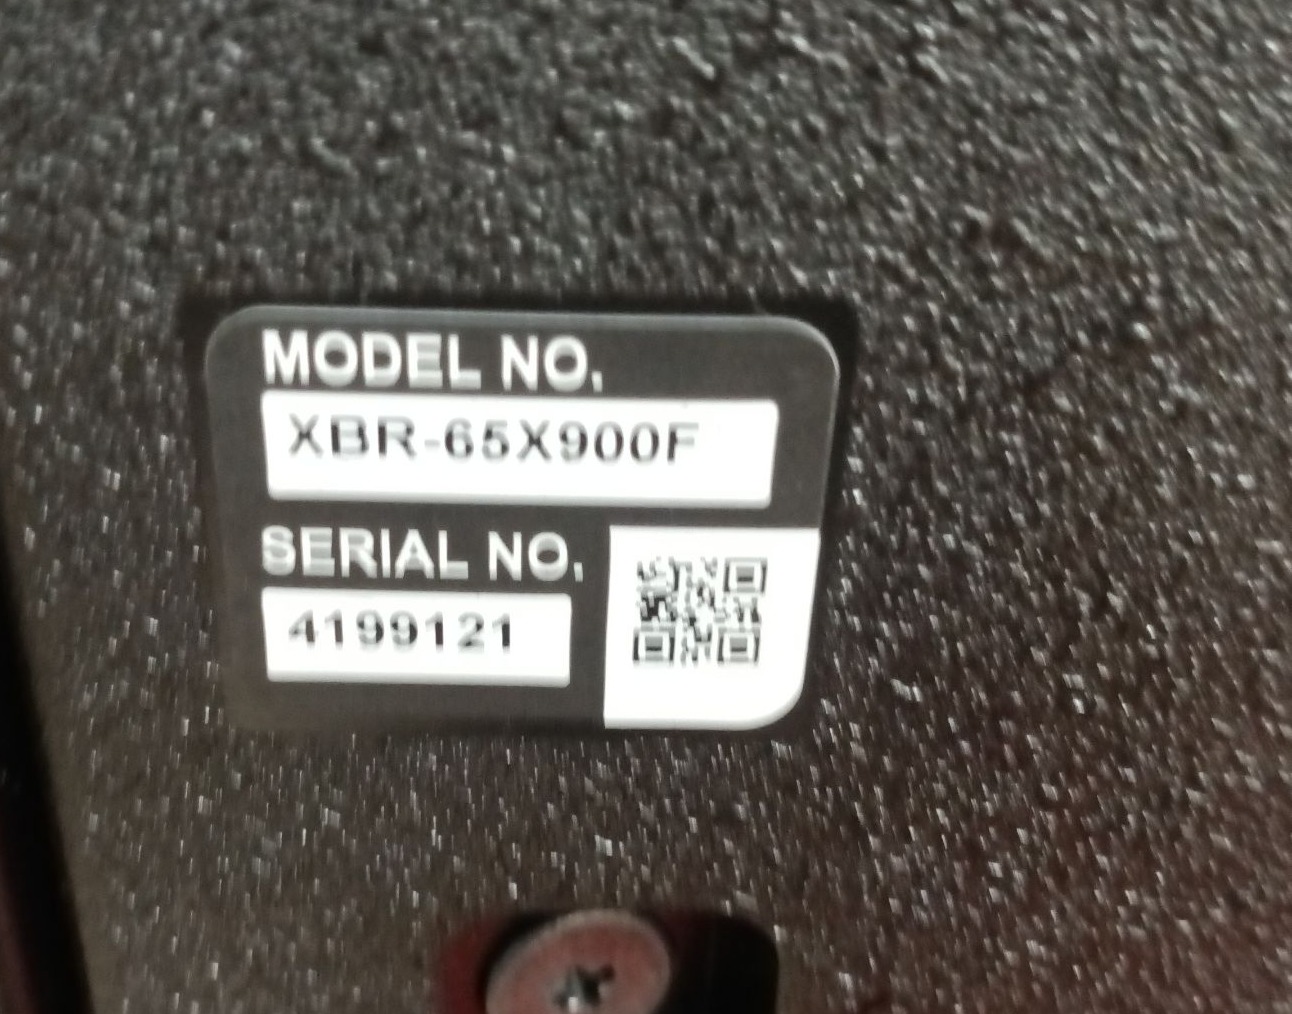 MODEL NO.
XBR-65X900F
SERIAL NO.
4199121